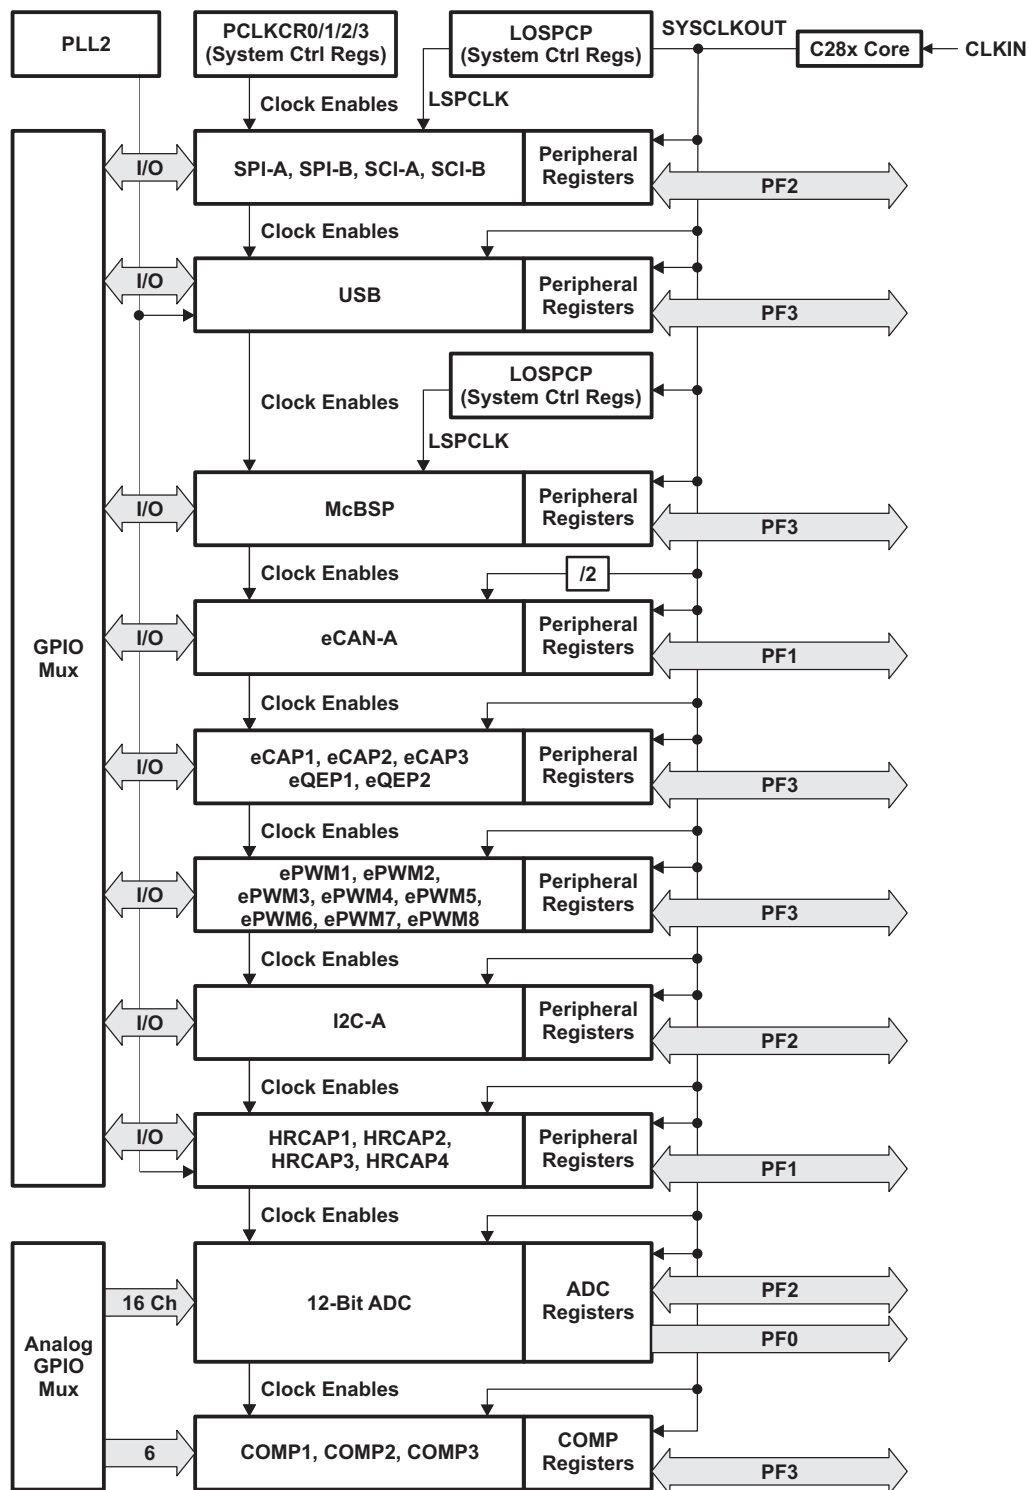 PLL2
PCLKCR0/1/2/3
(System Ctrl Regs)
LOSPCP
(System Ctrl Regs)
SYSCLKOUT
C28x Core
CLKIN
Clock Enables
LSPCLK
I/O
SPI-A, SPI-B, SCI-A, SCI-B
Peripheral
Registers
PF2
Clock Enables
I/O
USB
Peripheral
Registers
PF3
Clock Enables
LOSPCP
(System Ctrl Regs)
LSPCLK
I/O
McBSP
Peripheral
Registers
PF3
Clock Enables
/2
GPIO
Mux
I/O
eCAN-A
Peripheral
Registers
PF1
Clock Enables
I/O
eCAP1, eCAP2, eCAP3
eQEP1, eQEP2
Peripheral
Registers
PF3
Clock Enables
I/O
ePWM1, ePWM2,
ePWM3, ePWM4, ePWM5,
ePWM6, ePWM7, ePWM8
Peripheral
Registers
PF3
Clock Enables
I/O
I2C-A
Peripheral
Registers
PF2
Clock Enables
I/O
HRCAP1, HRCAP2,
HRCAP3, HRCAP4
Peripheral
Registers
PF1
Clock Enables
Analog
GPIO
Mux
16 Ch
12-Bit ADC
ADC
Registers
PF2
PF0
Clock Enables
6
COMP1, COMP2, COMP3
COMP
Registers
PF3